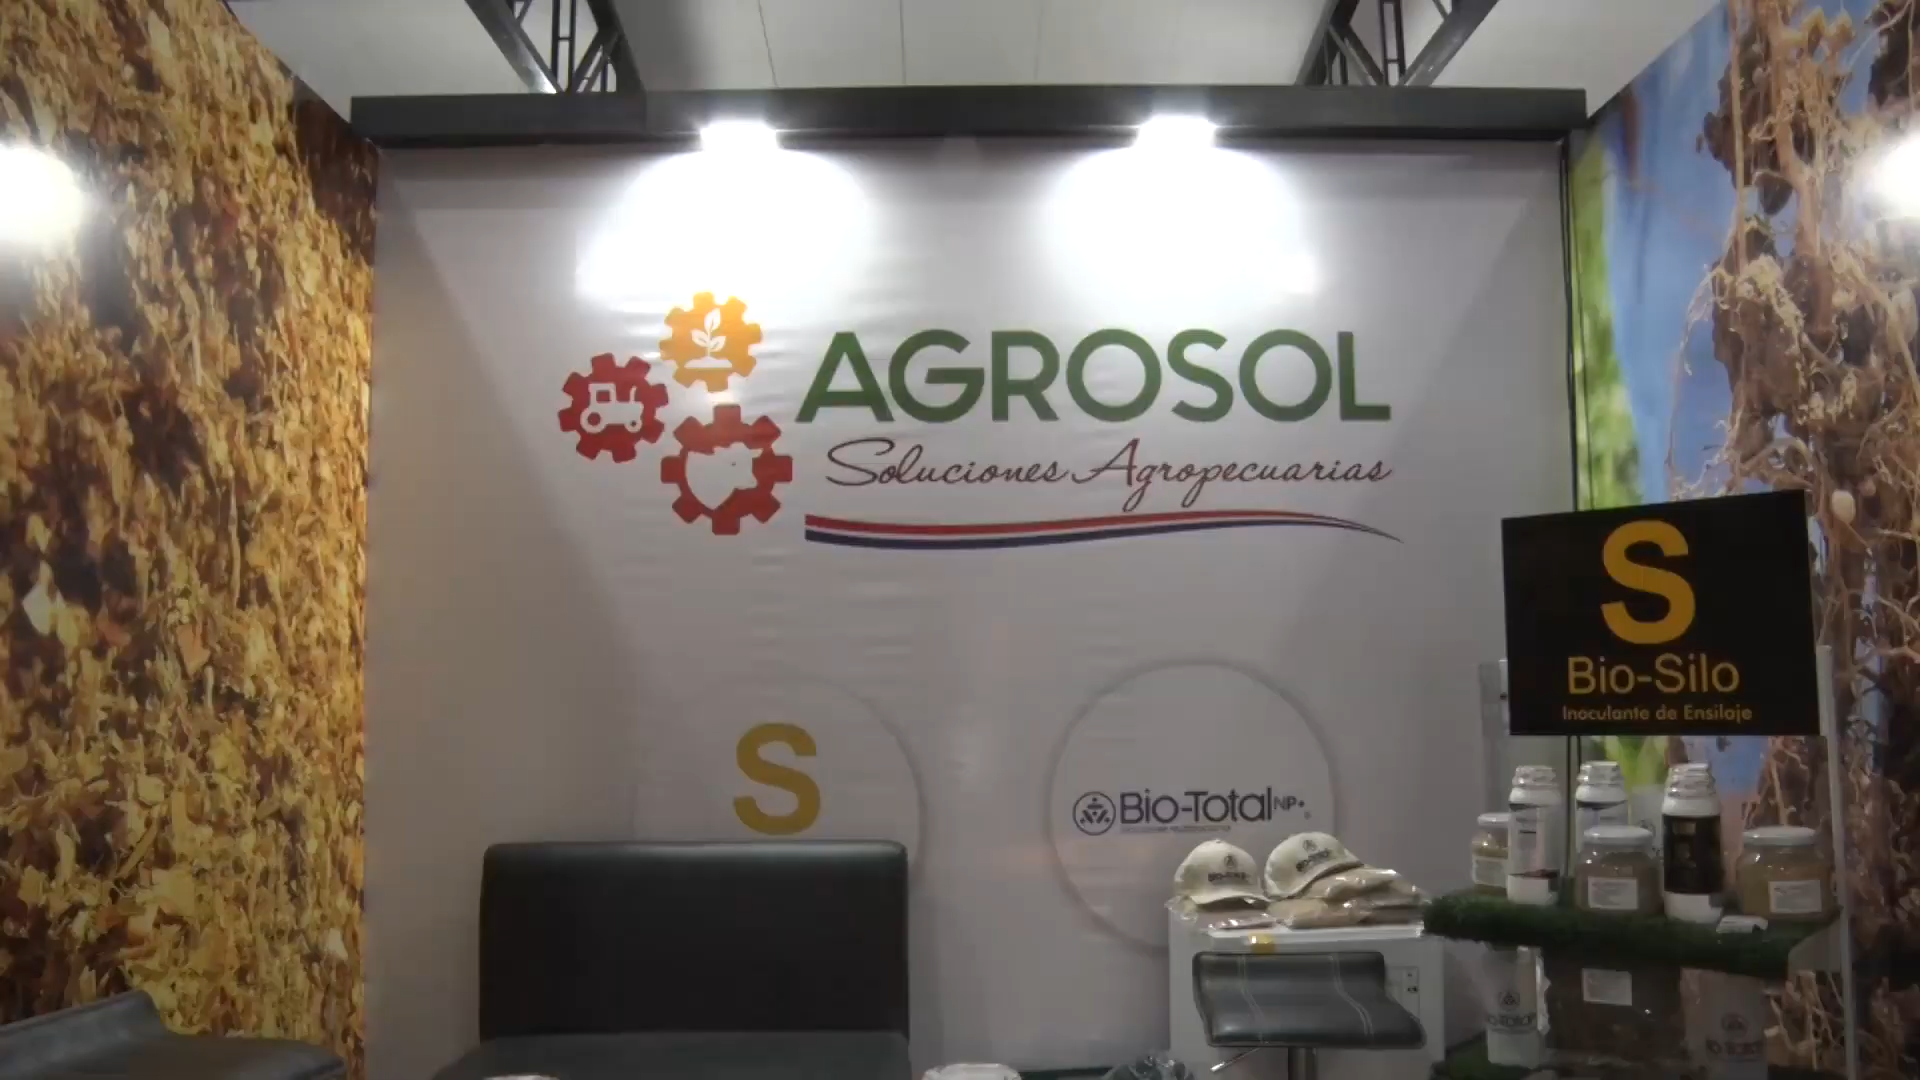 AGROSOL
Soluciones Agropecuarias
S
Bio-Silo
Inoculante de Ensilaje
S
Bio-Total NP+